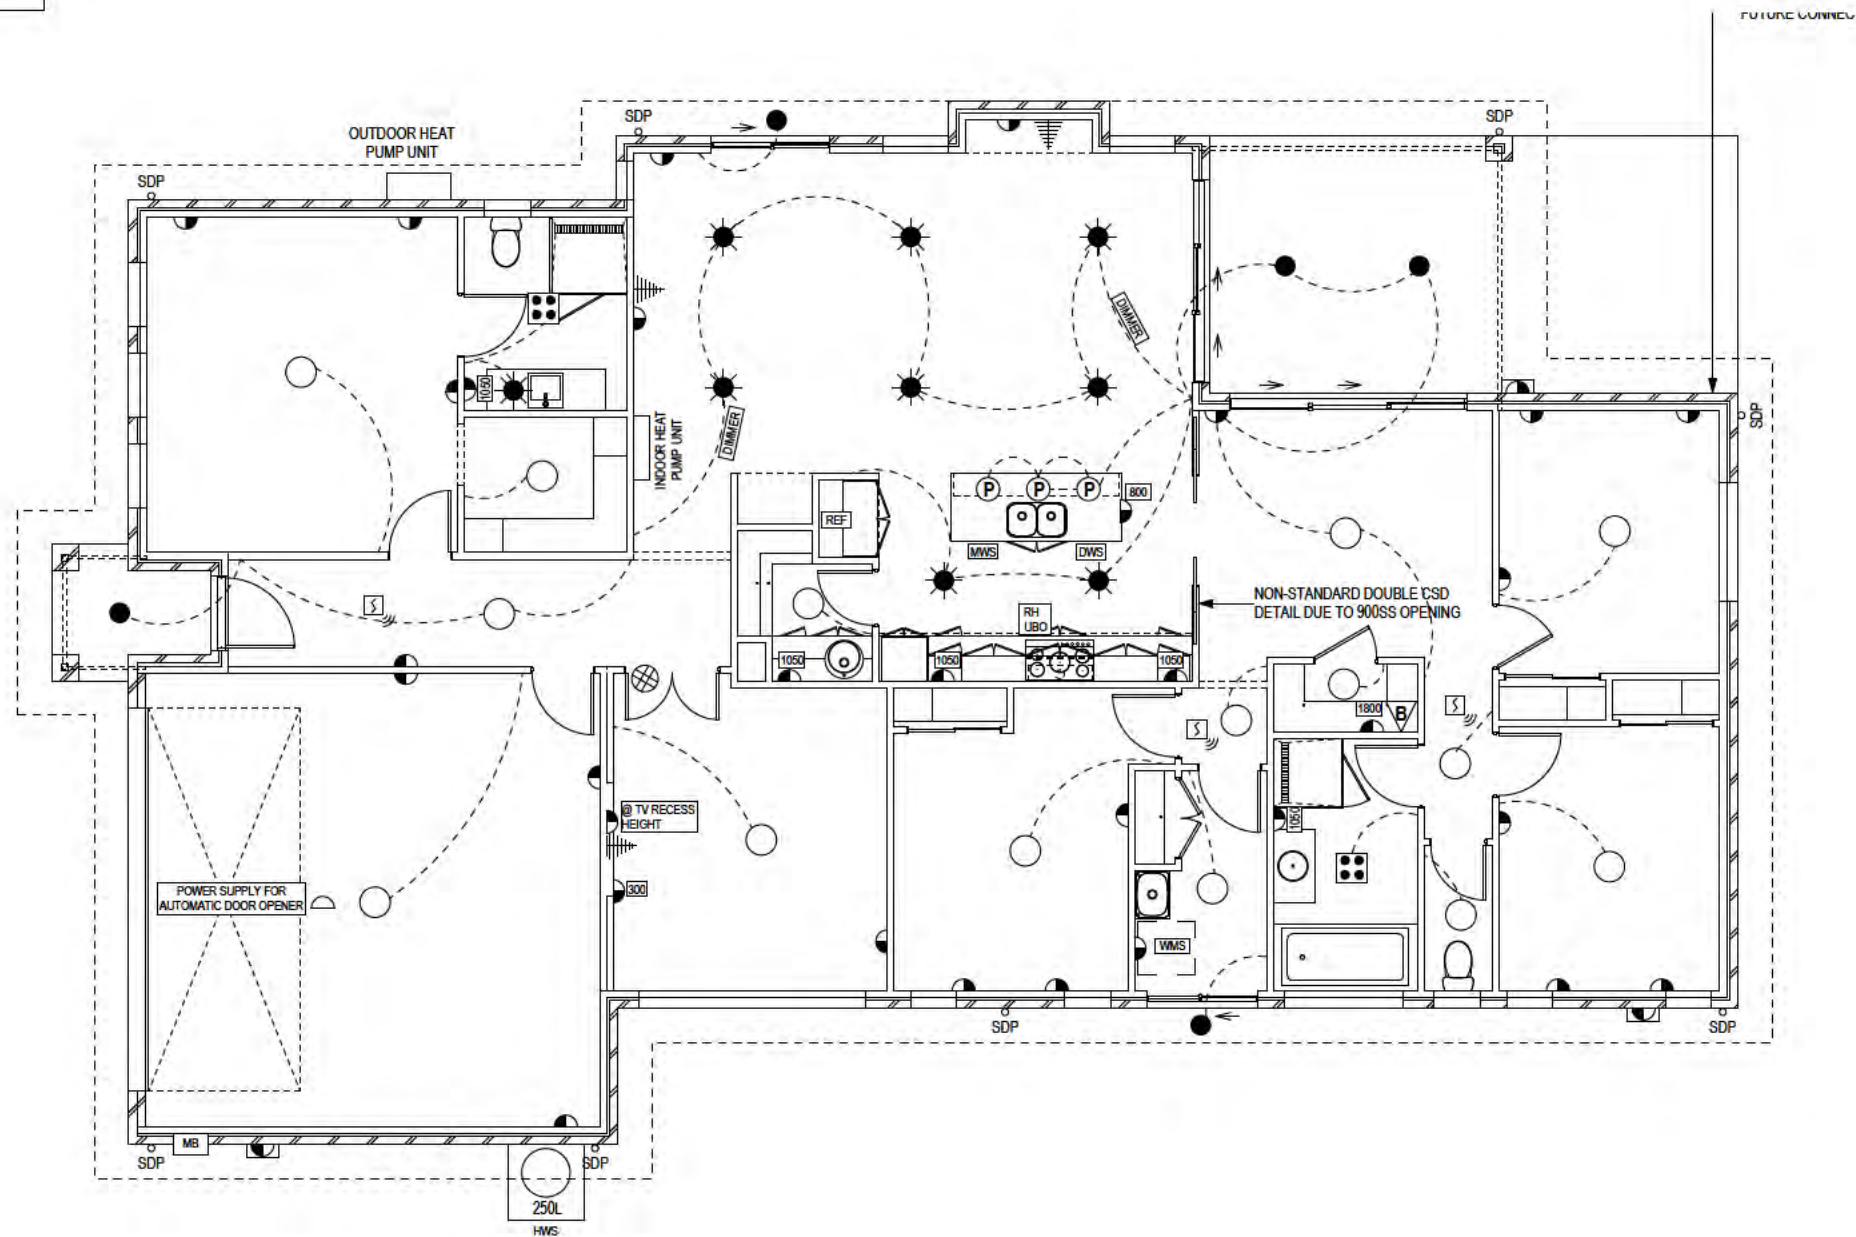 FUTURE CONNEC
SDP
SDP
OUTDOOR HEAT
PUMP UNIT
SDP
DIMMER
1050
DIMMER
INDOOR HEAT
PUMP UNIT
SDP
REF
P
P
P
800
MWS
DWS
NON-STANDARD DOUBLE CSD
DETAIL DUE TO 900SS OPENING
RH
UBO
1050
1050
1050
1800
B
@ TV RECESS
HEIGHT
1050
300
POWER SUPPLY FOR
AUTOMATIC DOOR OPENER
WMS
SDP
SDP
MB
SDP
SDP
250L
HWS